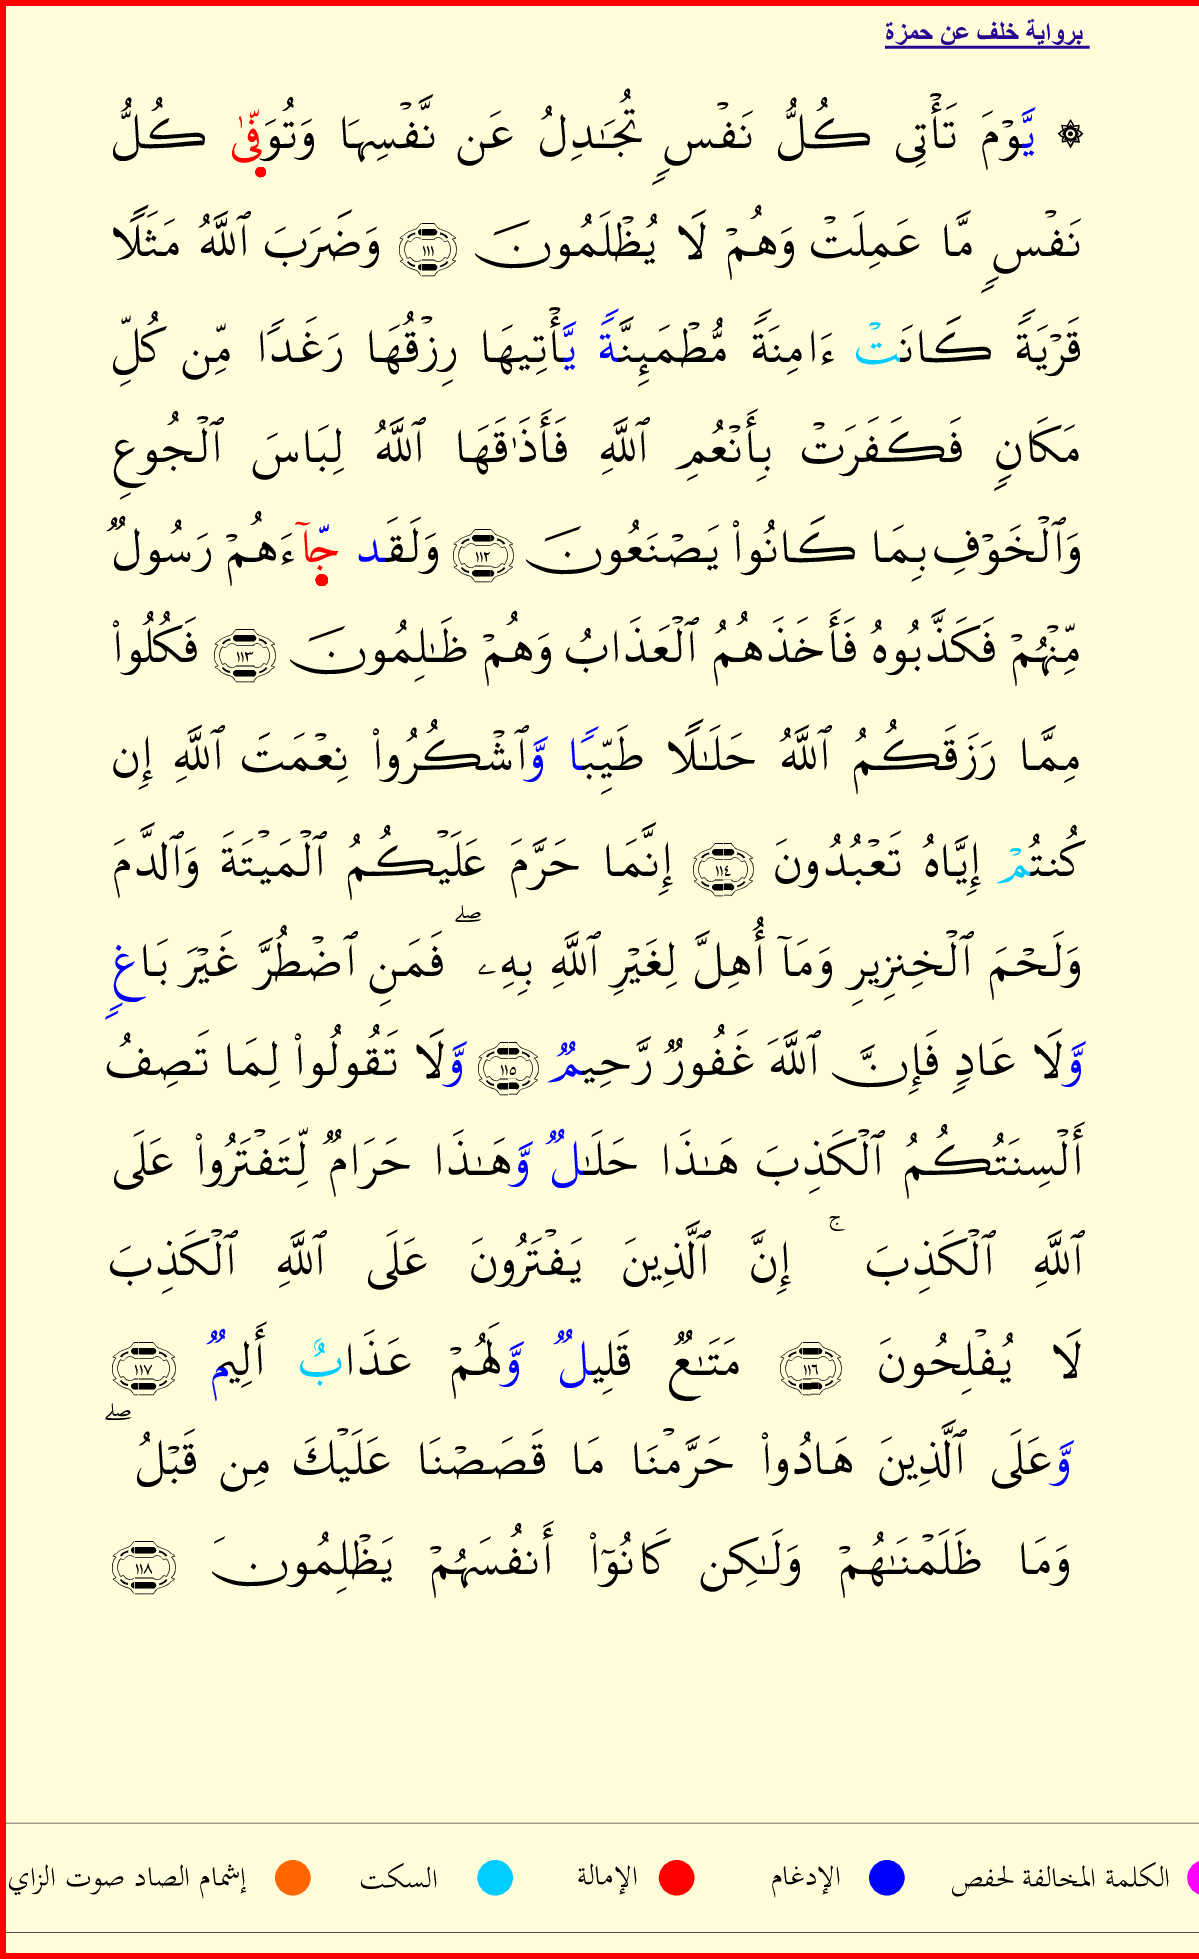 برواية خلف عن حمزة
۞ يَّوۡمَ تَأۡتِي كُلُّ نَفۡسٖ تُجَٰدِلُ عَن نَّفۡسِهَا وَتُوَفّ۪ىٰ كُلُّ
نَفۡسٖ مَّا عَمِلَتۡ وَهُمۡ لَا يُظۡلَمُونَ ١١١ وَضَرَبَ ٱللَّهُ مَثَلٗا
قَرۡيَةٗ كَانَتۡ ءَامِنَةٗ مُّطۡمَئِنَّةٗ يَّأۡتِيهَا رِزۡقُهَا رَغَدٗا مِّن كُلِّ
مَكَانٖ فَكَفَرَتۡ بِأَنۡعُمِ ٱللَّهِ فَأَذَٰقَهَا ٱللَّهُ لِبَاسَ ٱلۡجُوعِ
وَٱلۡخَوۡفِ بِمَا كَانُواْ يَصۡنَعُونَ ١١٢ وَلَقَد جّ۪آءَهُمۡ رَسُولٞ
مِّنۡهُمۡ فَكَذَّبُوهُ فَأَخَذَهُمُ ٱلۡعَذَابُ وَهُمۡ ظَٰلِمُونَ ١١٣ فَكُلُواْ
مِمَّا رَزَقَكُمُ ٱللَّهُ حَلَٰلٗا طَيِّبٗا وَّٱشۡكُرُواْ نِعۡمَتَ ٱللَّهِ إِن
كُنتُمۡ إِيَّاهُ تَعۡبُدُونَ ١١٤ إِنَّمَا حَرَّمَ عَلَيۡكُمُ ٱلۡمَيۡتَةَ وَٱلدَّمَ
وَلَحۡمَ ٱلۡخِنزِيرِ وَمَآ أُهِلَّ لِغَيۡرِ ٱللَّهِ بِهِۦۖ فَمَنِ ٱضۡطُرَّ غَيۡرَ بَاغٖ
وَّلَا عَادٖ فَإِنَّ ٱللَّهَ غَفُورٞ رَّحِيمٞ ١١٥ وَّلَا تَقُولُواْ لِمَا تَصِفُ
أَلۡسِنَتُكُمُ ٱلۡكَذِبَ هَٰذَا حَلَٰلٞ وَّهَٰذَا حَرَامٞ لِّتَفۡتَرُواْ عَلَى
ٱللَّهِ ٱلۡكَذِبَۚ إِنَّ ٱلَّذِينَ يَفۡتَرُونَ عَلَى ٱللَّهِ ٱلۡكَذِبَ
لَا يُفۡلِحُونَ ١١٦ مَتَٰعٞ قَلِيلٞ وَّلَهُمۡ عَذَابٌ أَلِيمٞ ١١٧
وَّعَلَى ٱلَّذِينَ هَادُواْ حَرَّمۡنَا مَا قَصَصۡنَا عَلَيۡكَ مِن قَبۡلُۖ
وَمَا ظَلَمۡنَٰهُمۡ وَلَٰكِن كَانُوٓاْ أَنفُسَهُمۡ يَظۡلِمُونَ ١١٨
الكلمة المخالفة لحفص الإدغام الإمالة السكت إشمام الصاد صوت الزاي